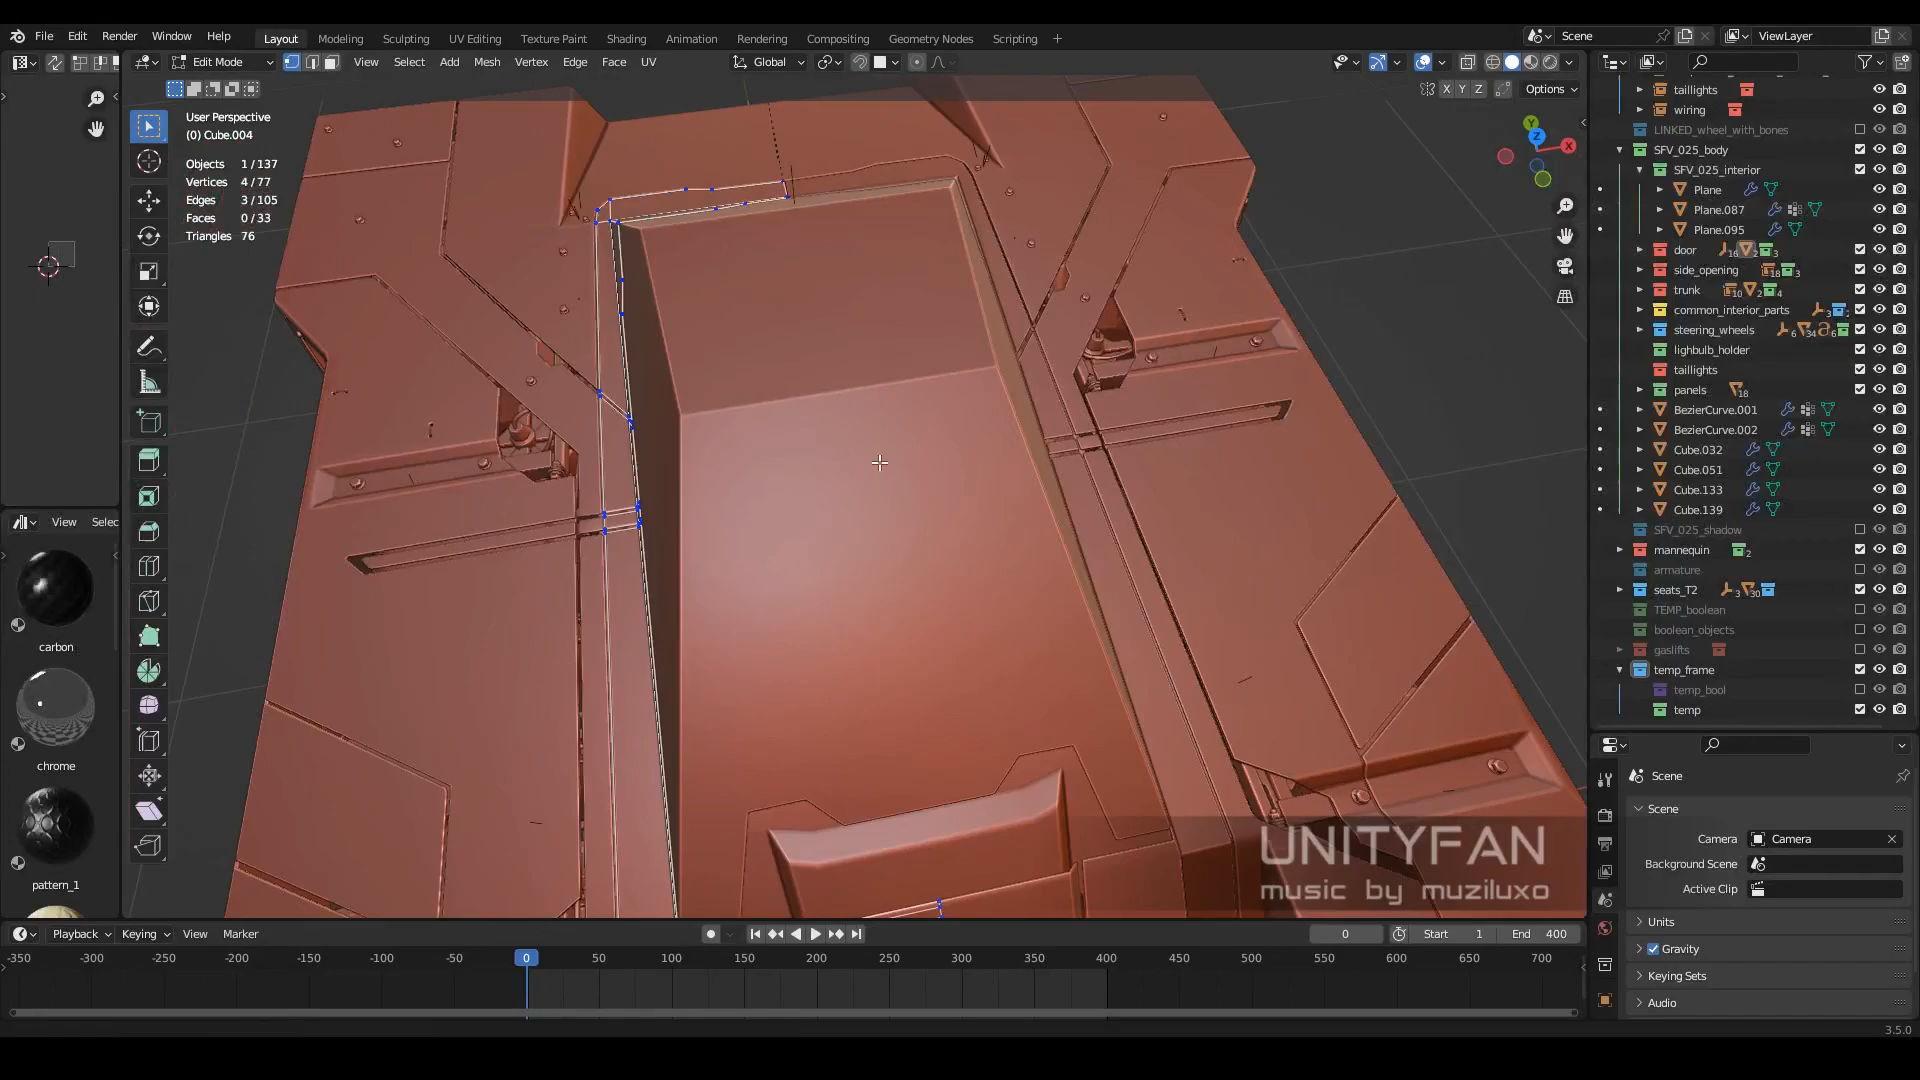 File Edit Render Window Help
Layout Modeling Sculpting UV Editing Texture Paint Shading Animation Rendering Compositing Geometry Nodes Scripting +
Scene
ViewLayer
Edit Mode
View Select Add Mesh Vertex Edge Face UV
Global
X Y Z
Options
User Perspective
(0) Cube.004
Objects 1 / 137
Vertices 4 / 77
Edges 3 / 105
Faces 0 / 33
Triangles 76
Y
Z
X
taillights
wiring
LINKED_wheel_with_bones
SFV_025_body
SFV_025_interior
Plane
Plane.087
Plane.095
door
side_opening
trunk
common_interior_parts
steering_wheels
lighbulb_holder
taillights
panels
BezierCurve.001
BezierCurve.002
Cube.032
Cube.051
Cube.133
Cube.139
SFV_025_shadow
mannequin
armature
seats_T2
TEMP_boolean
boolean_objects
gaslifts
temp_frame
temp_bool
temp
View Selec
carbon
chrome
pattern_1
UNITYFAN
music by muziluxo
Scene
Scene
Camera Camera
Background Scene
Active Clip
Units
Gravity
Keying Sets
Audio
Playback Keying View Marker
0 Start 1 End 400
-350 -300 -250 -200 -150 -100 -50 0 50 100 150 200 250 300 350 400 450 500 550 600 650 700
3.5.0